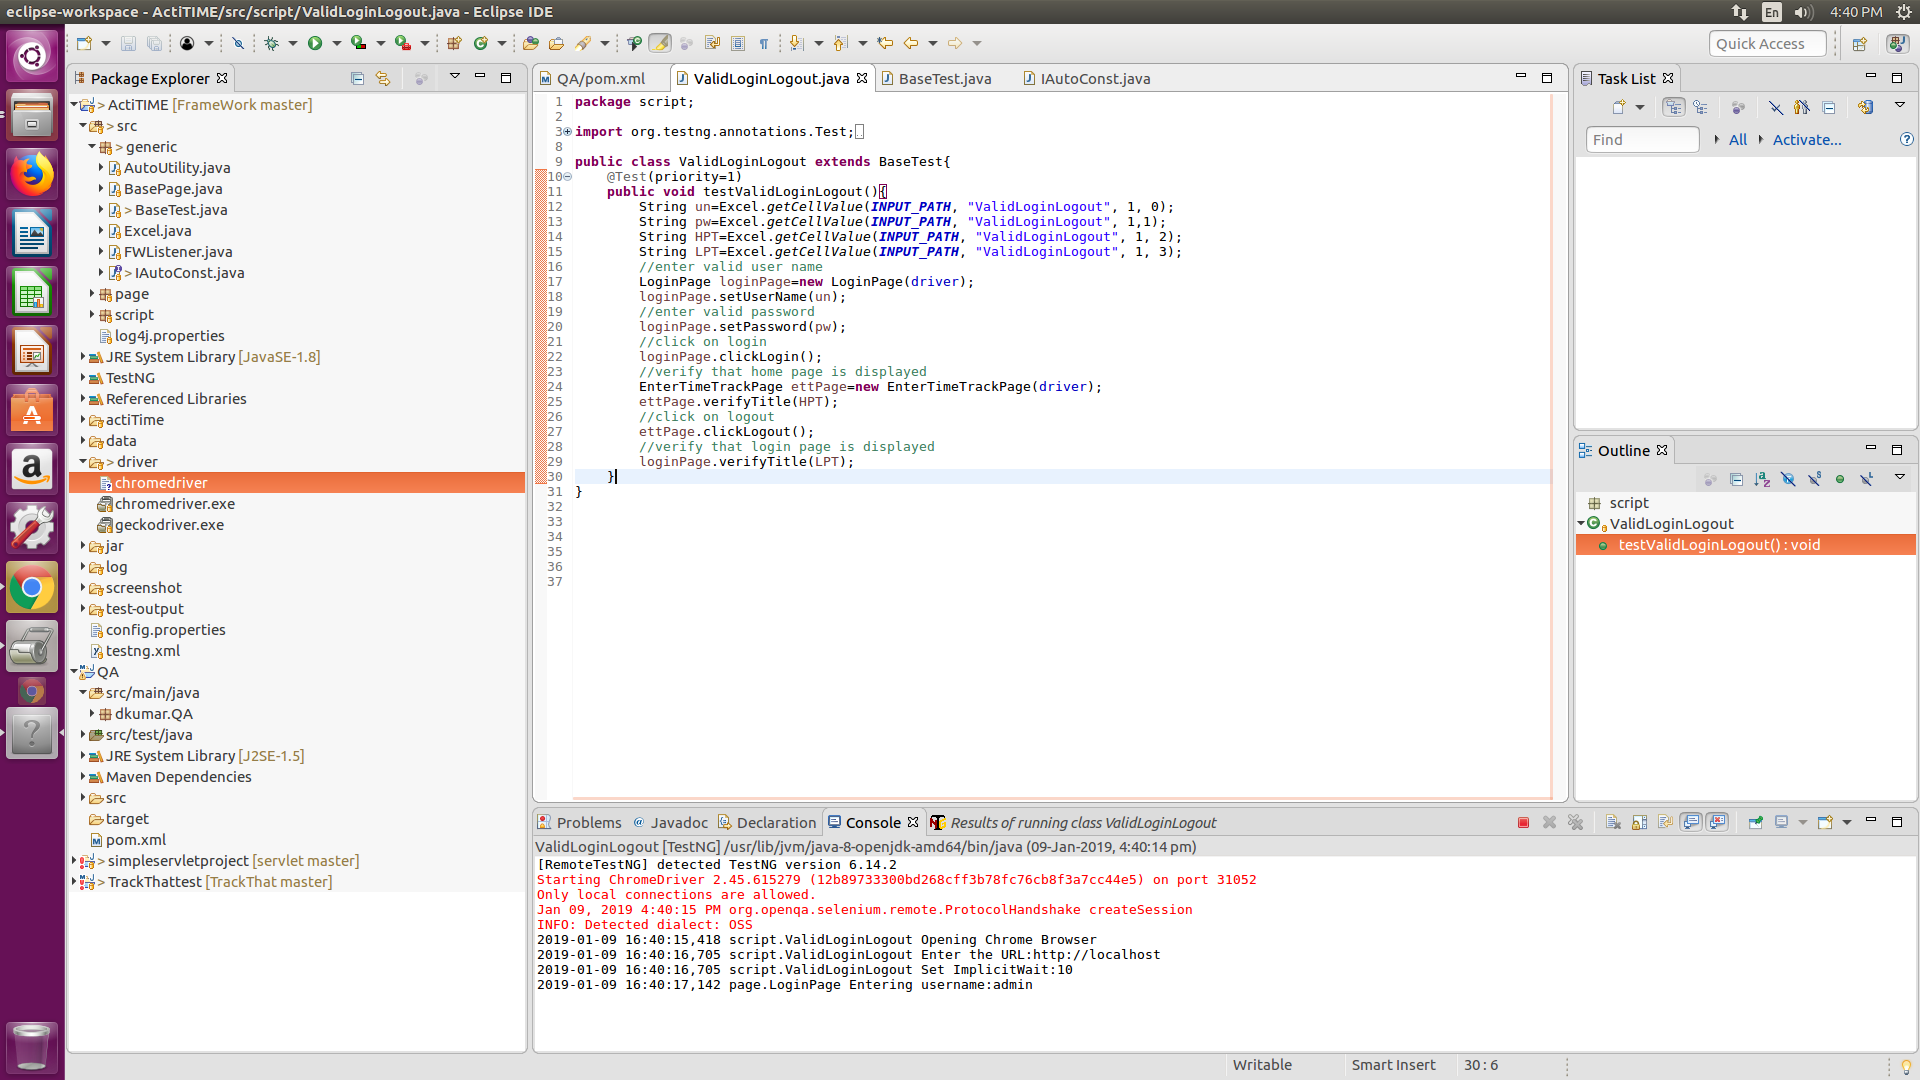 eclipse-workspace - ActiTIME/src/script/ValidLoginLogout.java - Eclipse IDE
En
4:40 PM
Quick Access
Package Explorer
> ActiTIME [FrameWork master]
> src
> generic
AutoUtility.java
BasePage.java
> BaseTest.java
Excel.java
FWListener.java
> IAutoConst.java
page
script
log4j.properties
JRE System Library [JavaSE-1.8]
TestNG
Referenced Libraries
actiTime
data
> driver
chromedriver
chromedriver.exe
geckodriver.exe
jar
log
screenshot
test-output
config.properties
testng.xml
QA
src/main/java
dkumar.QA
src/test/java
JRE System Library [J2SE-1.5]
Maven Dependencies
src
target
pom.xml
> simpleservletproject [servlet master]
> TrackThattest [TrackThat master]
QA/pom.xml
ValidLoginLogout.java
BaseTest.java
IAutoConst.java
1 package script;
2
3 import org.testng.annotations.Test;
8
9 public class ValidLoginLogout extends BaseTest{
10 @Test(priority=1)
11 public void testValidLoginLogout(){
12 String un=Excel.getCellValue(INPUT_PATH, "ValidLoginLogout", 1, 0);
13 String pw=Excel.getCellValue(INPUT_PATH, "ValidLoginLogout", 1,1);
14 String HPT=Excel.getCellValue(INPUT_PATH, "ValidLoginLogout", 1, 2);
15 String LPT=Excel.getCellValue(INPUT_PATH, "ValidLoginLogout", 1, 3);
16 //enter valid user name
17 LoginPage loginPage=new LoginPage(driver);
18 loginPage.setUserName(un);
19 //enter valid password
20 loginPage.setPassword(pw);
21 //click on login
22 loginPage.clickLogin();
23 //verify that home page is displayed
24 EnterTimeTrackPage ettPage=new EnterTimeTrackPage(driver);
25 ettPage.verifyTitle(HPT);
26 //click on logout
27 ettPage.clickLogout();
28 //verify that login page is displayed
29 loginPage.verifyTitle(LPT);
30 }
31 }
32
33
34
35
36
37
Task List
Find
All
Activate...
Outline
script
ValidLoginLogout
testValidLoginLogout() : void
Problems
@ Javadoc
Declaration
Console
Results of running class ValidLoginLogout
ValidLoginLogout [TestNG] /usr/lib/jvm/java-8-openjdk-amd64/bin/java (09-Jan-2019, 4:40:14 pm)
[RemoteTestNG] detected TestNG version 6.14.2
Starting ChromeDriver 2.45.615279 (12b89733300bd268cff3b78fc76cb8f3a7cc44e5) on port 31052
Only local connections are allowed.
Jan 09, 2019 4:40:15 PM org.openqa.selenium.remote.ProtocolHandshake createSession
INFO: Detected dialect: OSS
2019-01-09 16:40:15,418 script.ValidLoginLogout Opening Chrome Browser
2019-01-09 16:40:16,705 script.ValidLoginLogout Enter the URL:http://localhost
2019-01-09 16:40:16,705 script.ValidLoginLogout Set ImplicitWait:10
2019-01-09 16:40:17,142 page.LoginPage Entering username:admin
Writable
Smart Insert
30 : 6